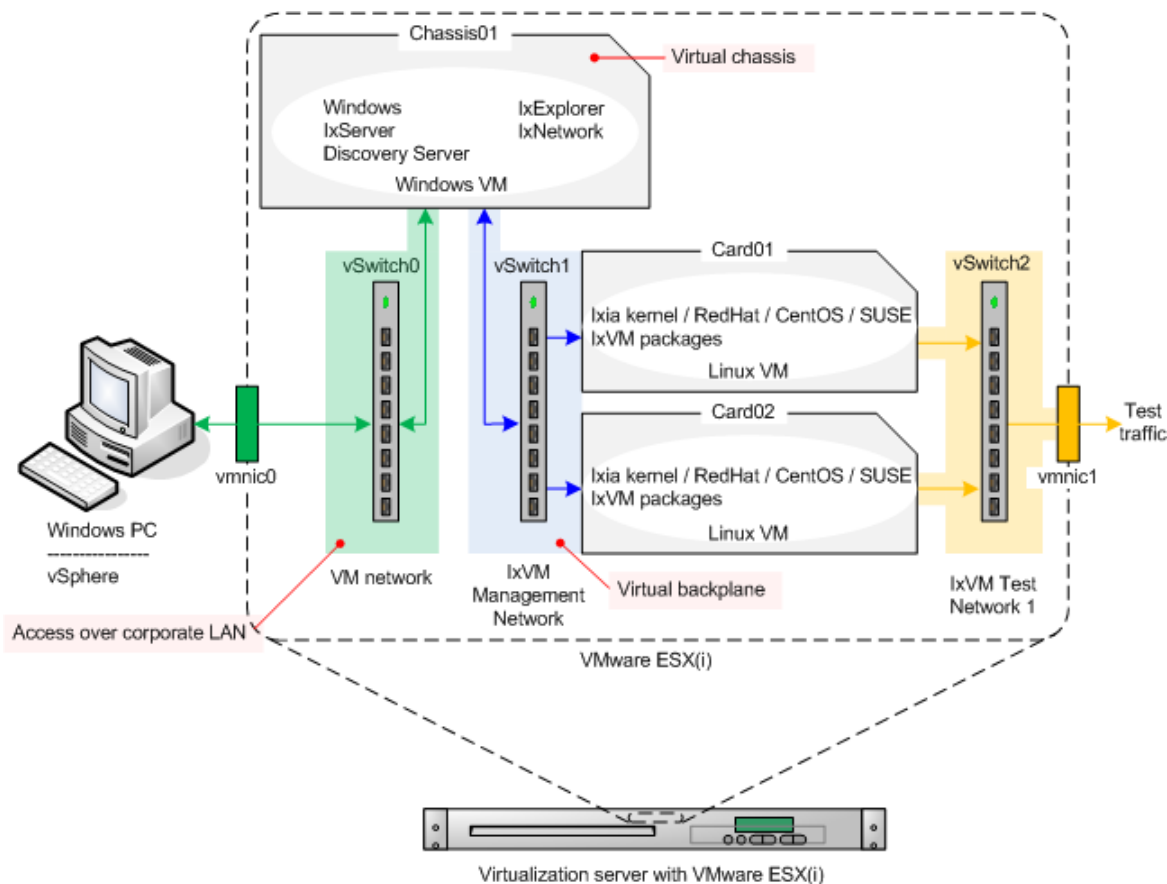 Chassis01
Virtual chassis
Windows
IxServer
Discovery Server
IxExplorer
IxNetwork
Windows VM
vSwitch0
vSwitch1
Card01
vSwitch2
Ixia kernel / RedHat / CentOS / SUSE
IxVM packages
Linux VM
Card02
Ixia kernel / RedHat / CentOS / SUSE
IxVM packages
Linux VM
Test
traffic
vmnic0
vmnic1
Windows PC
----------------
vSphere
VM network
IxVM
Management
Network
Virtual backplane
IxVM Test
Network 1
Access over corporate LAN
VMware ESX(i)
Virtualization server with VMware ESX(i)